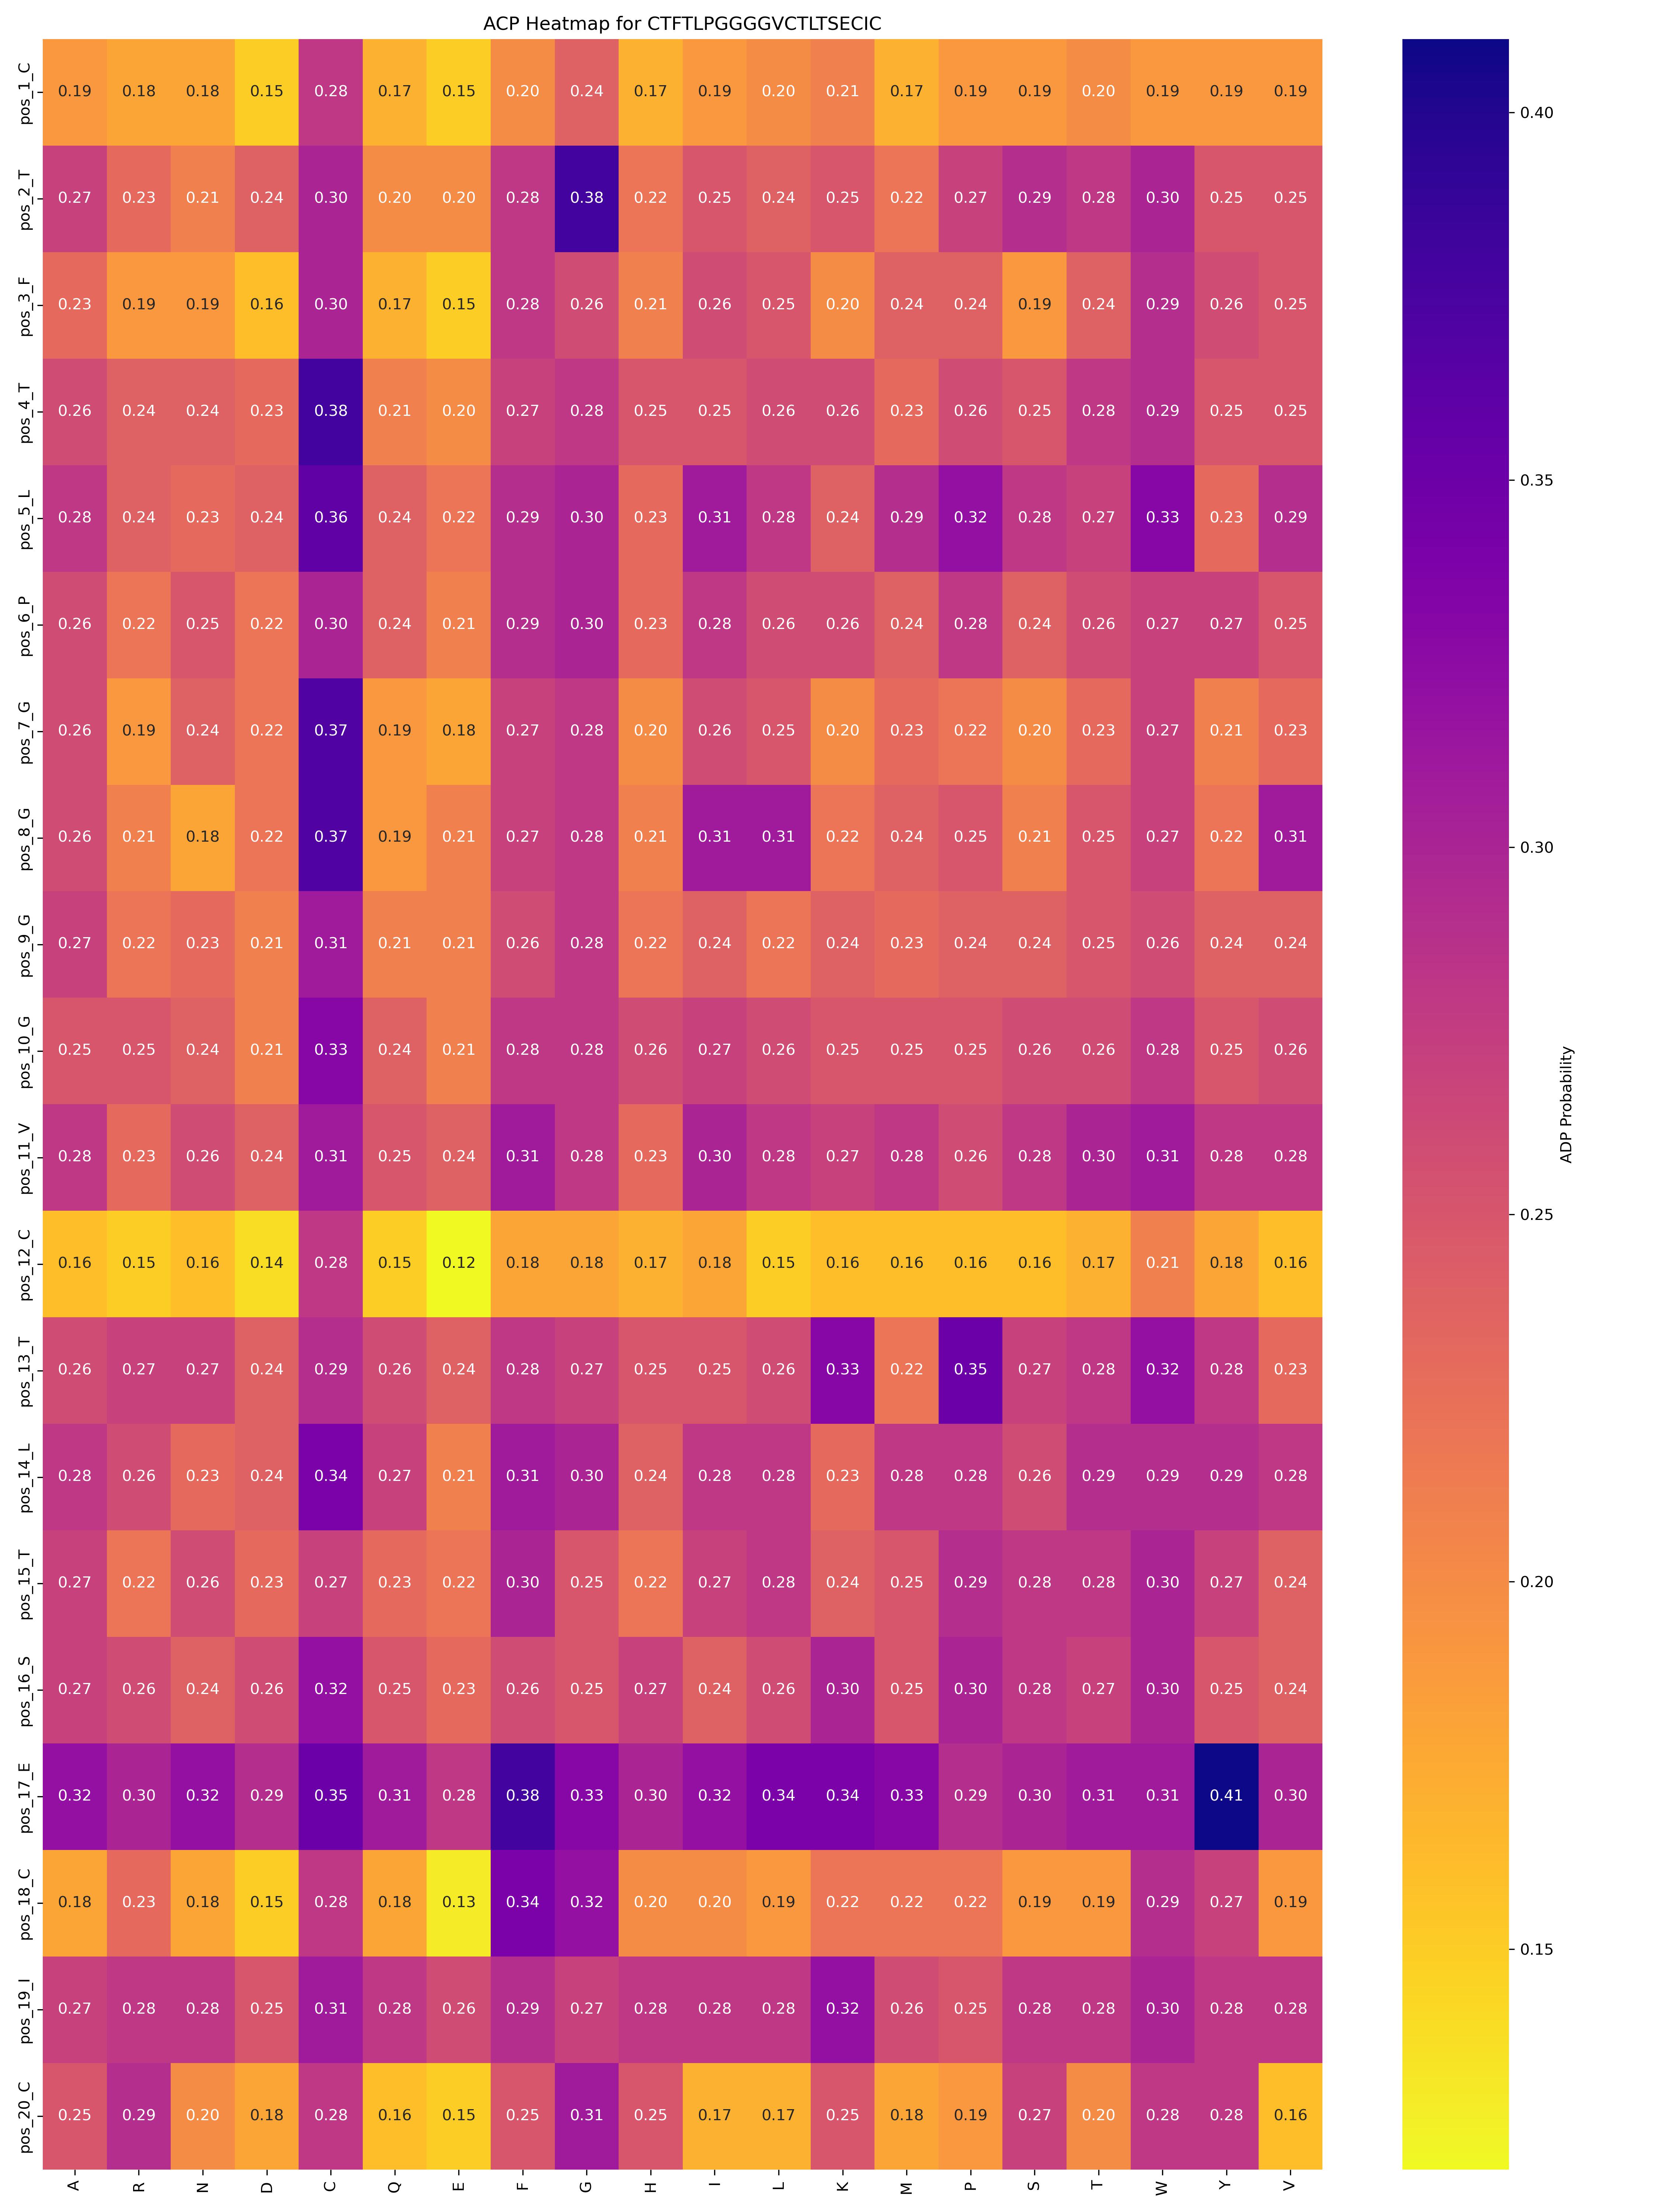 ACP Heatmap for CTFTLPGGGGVCTLTSECIC
pos_1_C 0.19 0.18 0.18 0.15 0.28 0.17 0.15 0.20 0.24 0.17 0.19 0.20 0.21 0.17 0.19 0.19 0.20 0.19 0.19 0.19
pos_2_T 0.27 0.23 0.21 0.24 0.30 0.20 0.20 0.28 0.38 0.22 0.25 0.24 0.25 0.22 0.27 0.29 0.28 0.30 0.25 0.25
pos_3_F 0.23 0.19 0.19 0.16 0.30 0.17 0.15 0.28 0.26 0.21 0.26 0.25 0.20 0.24 0.24 0.19 0.24 0.29 0.26 0.25
pos_4_T 0.26 0.24 0.24 0.23 0.38 0.21 0.20 0.27 0.28 0.25 0.25 0.26 0.26 0.23 0.26 0.25 0.28 0.29 0.25 0.25
pos_5_L 0.28 0.24 0.23 0.24 0.36 0.24 0.22 0.29 0.30 0.23 0.31 0.28 0.24 0.29 0.32 0.28 0.27 0.33 0.23 0.29
pos_6_P 0.26 0.22 0.25 0.22 0.30 0.24 0.21 0.29 0.30 0.23 0.28 0.26 0.26 0.24 0.28 0.24 0.26 0.27 0.27 0.25
pos_7_G 0.26 0.19 0.24 0.22 0.37 0.19 0.18 0.27 0.28 0.20 0.26 0.25 0.20 0.23 0.22 0.20 0.23 0.27 0.21 0.23
pos_8_G 0.26 0.21 0.18 0.22 0.37 0.19 0.21 0.27 0.28 0.21 0.31 0.31 0.22 0.24 0.25 0.21 0.25 0.27 0.22 0.31
pos_9_G 0.27 0.22 0.23 0.21 0.31 0.21 0.21 0.26 0.28 0.22 0.24 0.22 0.24 0.23 0.24 0.24 0.25 0.26 0.24 0.24
pos_10_G 0.25 0.25 0.24 0.21 0.33 0.24 0.21 0.28 0.28 0.26 0.27 0.26 0.25 0.25 0.25 0.26 0.26 0.28 0.25 0.26
pos_11_V 0.28 0.23 0.26 0.24 0.31 0.25 0.24 0.31 0.28 0.23 0.30 0.28 0.27 0.28 0.26 0.28 0.30 0.31 0.28 0.28
pos_12_C 0.16 0.15 0.16 0.14 0.28 0.15 0.12 0.18 0.18 0.17 0.18 0.15 0.16 0.16 0.16 0.16 0.17 0.21 0.18 0.16
pos_13_T 0.26 0.27 0.27 0.24 0.29 0.26 0.24 0.28 0.27 0.25 0.25 0.26 0.33 0.22 0.35 0.27 0.28 0.32 0.28 0.23
pos_14_L 0.28 0.26 0.23 0.24 0.34 0.27 0.21 0.31 0.30 0.24 0.28 0.28 0.23 0.28 0.28 0.26 0.29 0.29 0.29 0.28
pos_15_T 0.27 0.22 0.26 0.23 0.27 0.23 0.22 0.30 0.25 0.22 0.27 0.28 0.24 0.25 0.29 0.28 0.28 0.30 0.27 0.24
pos_16_S 0.27 0.26 0.24 0.26 0.32 0.25 0.23 0.26 0.25 0.27 0.24 0.26 0.30 0.25 0.30 0.28 0.27 0.30 0.25 0.24
pos_17_E 0.32 0.30 0.32 0.29 0.35 0.31 0.28 0.38 0.33 0.30 0.32 0.34 0.34 0.33 0.29 0.30 0.31 0.31 0.41 0.30
pos_18_C 0.18 0.23 0.18 0.15 0.28 0.18 0.13 0.34 0.32 0.20 0.20 0.19 0.22 0.22 0.22 0.19 0.19 0.29 0.27 0.19
pos_19_I 0.27 0.28 0.28 0.25 0.31 0.28 0.26 0.29 0.27 0.28 0.28 0.28 0.32 0.26 0.25 0.28 0.28 0.30 0.28 0.28
pos_20_C 0.25 0.29 0.20 0.18 0.28 0.16 0.15 0.25 0.31 0.25 0.17 0.17 0.25 0.18 0.19 0.27 0.20 0.28 0.28 0.16
A R N D C Q E F G H I L K M P S T W Y V
0.40
0.35
0.30
0.25
0.20
0.15
ADP Probability